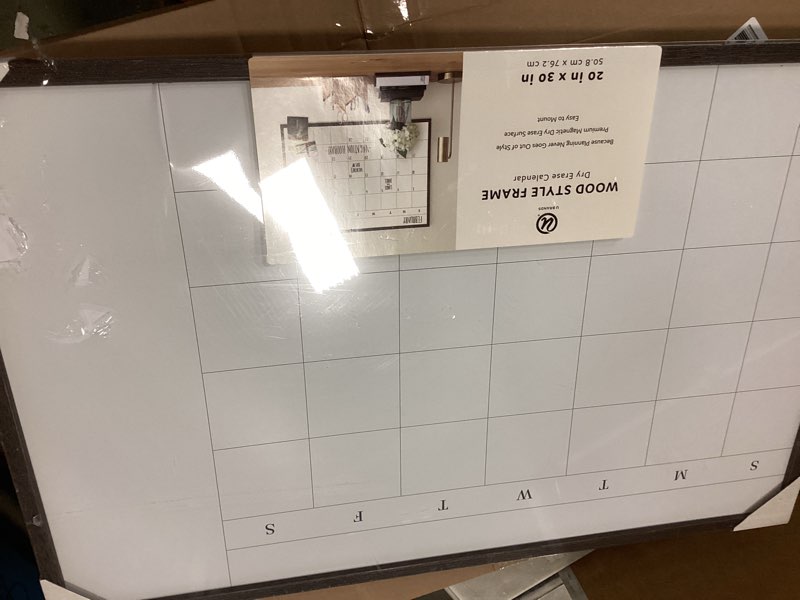 U BRANDS
WOOD STYLE FRAME
Dry Erase Calendar
Because Planning Never Goes Out of Style
Premium Magnetic Dry Erase Surface
Easy to Mount
20 in x 30 in
50.8 cm x 76.2 cm
FEBRUARY
S M T W T F S